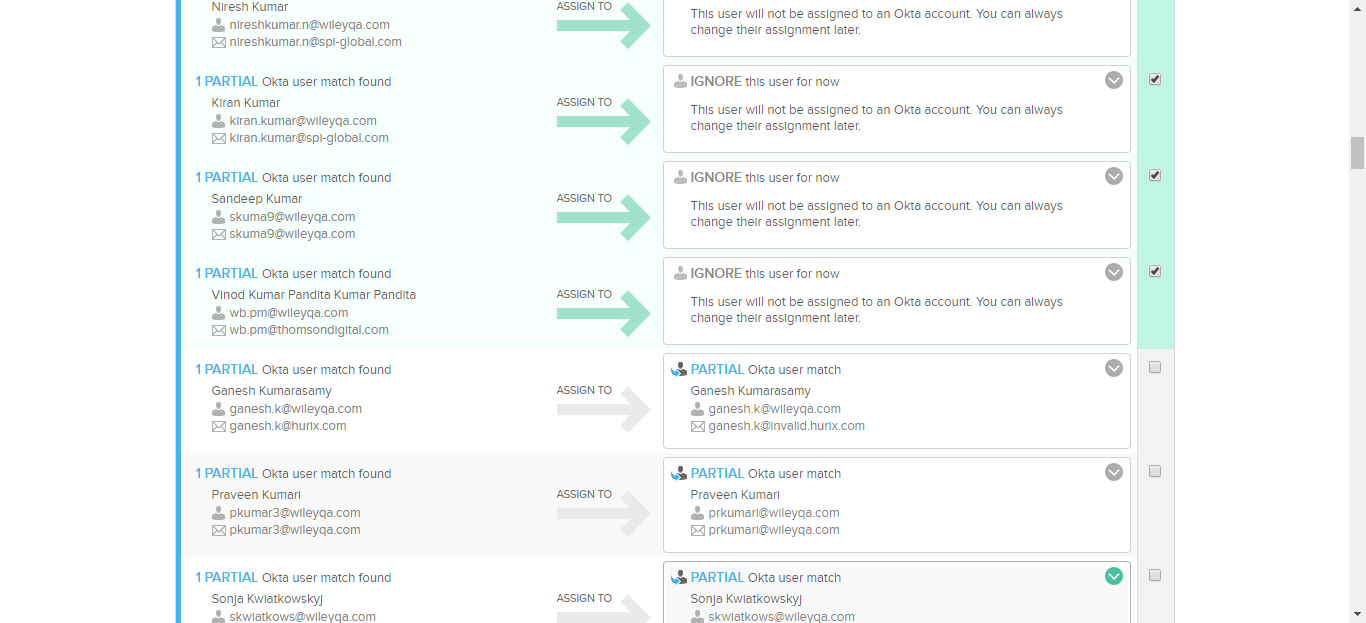 Niresh Kumar
nireshkumar.n@wileyqa.com
nireshkumar.n@spi-global.com
ASSIGN TO
This user will not be assigned to an Okta account. You can always
change their assignment later.
1 PARTIAL Okta user match found
Kiran Kumar
kiran.kumar@wileyqa.com
kiran.kumar@spi-global.com
ASSIGN TO
IGNORE this user for now
This user will not be assigned to an Okta account. You can always
change their assignment later.
1 PARTIAL Okta user match found
Sandeep Kumar
skuma9@wileyqa.com
skuma9@wileyqa.com
ASSIGN TO
IGNORE this user for now
This user will not be assigned to an Okta account. You can always
change their assignment later.
1 PARTIAL Okta user match found
Vinod Kumar Pandita Kumar Pandita
wb.pm@wileyqa.com
wb.pm@thomsondigital.com
ASSIGN TO
IGNORE this user for now
This user will not be assigned to an Okta account. You can always
change their assignment later.
1 PARTIAL Okta user match found
Ganesh Kumarasamy
ganesh.k@wileyqa.com
ganesh.k@hurix.com
ASSIGN TO
PARTIAL Okta user match
Ganesh Kumarasamy
ganesh.k@wileyqa.com
ganesh.k@invalid.hurix.com
1 PARTIAL Okta user match found
Praveen Kumari
pkumar3@wileyqa.com
pkumar3@wileyqa.com
ASSIGN TO
PARTIAL Okta user match
Praveen Kumari
prkumari@wileyqa.com
prkumari@wileyqa.com
1 PARTIAL Okta user match found
Sonja Kwiatkowskyj
skwiatkows@wileyqa.com
ASSIGN TO
PARTIAL Okta user match
Sonja Kwiatkowskyj
skwiatkows@wileyqa.com